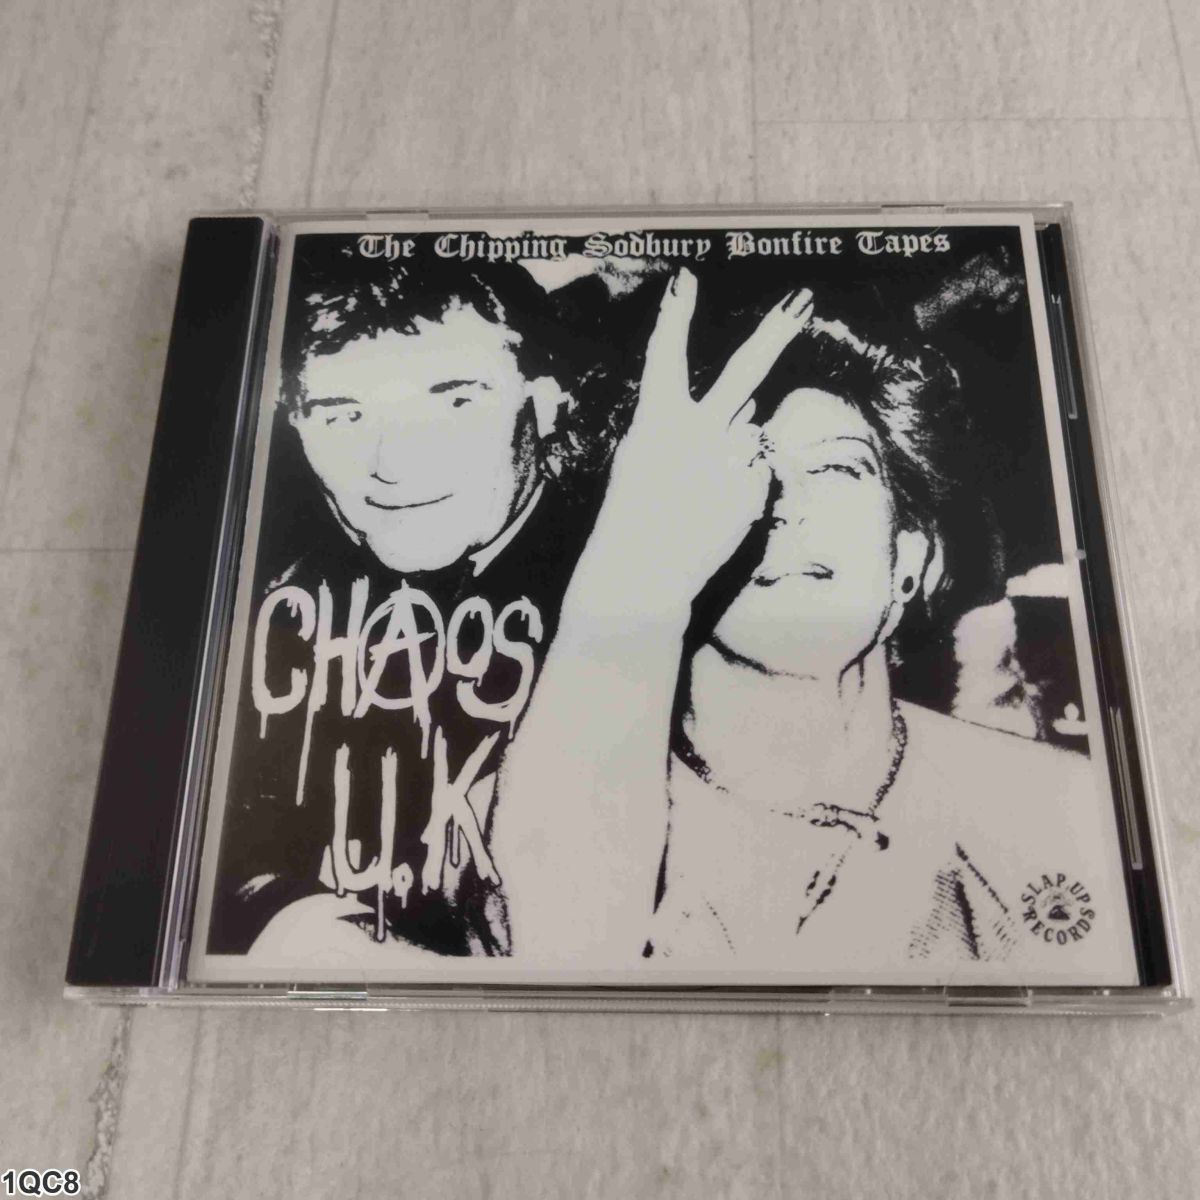 The Chipping Sodbury Bonfire Tapes
CHAOS
U.K
SLAP UP
RECORDS
1QC8